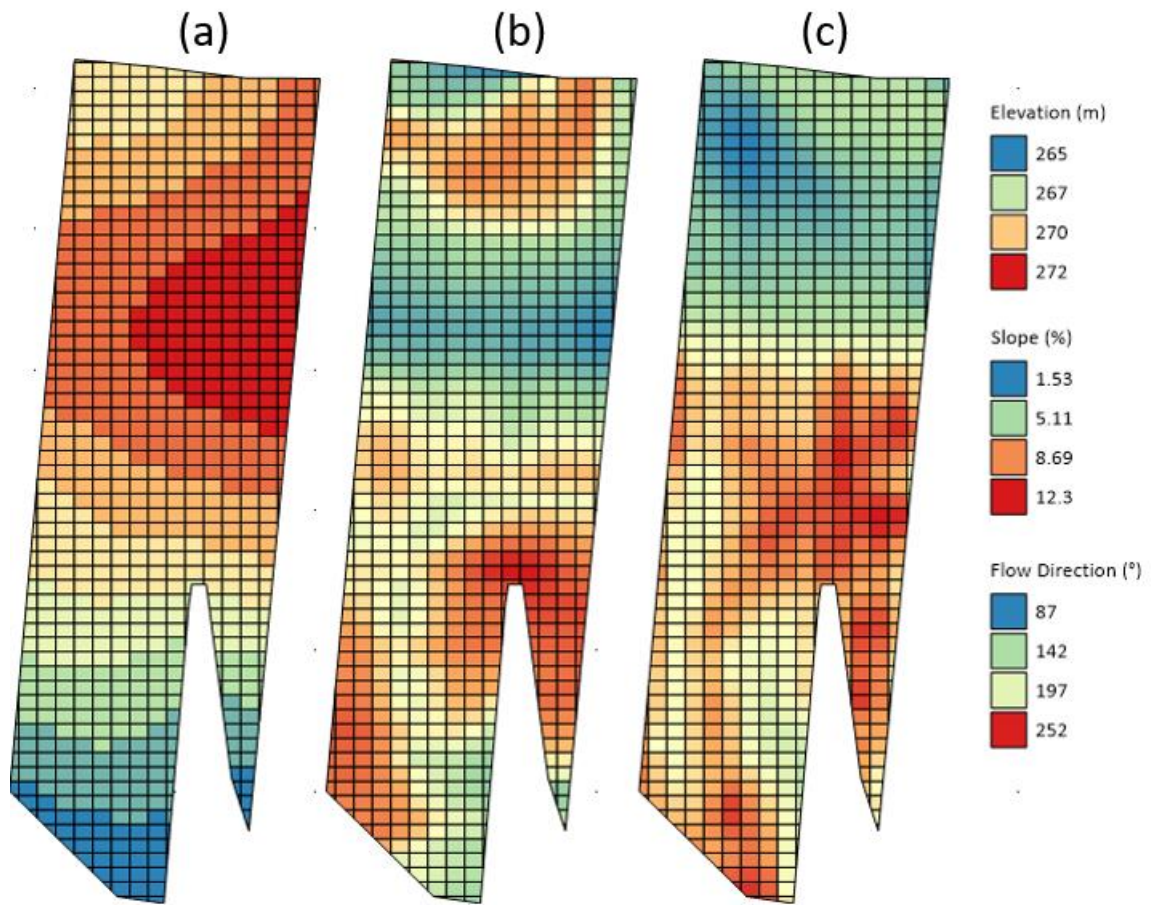 (a)
(b)
(c)
Elevation (m)
265
267
270
272
Slope (%)
1.53
5.11
8.69
12.3
Flow Direction (°)
87
142
197
252